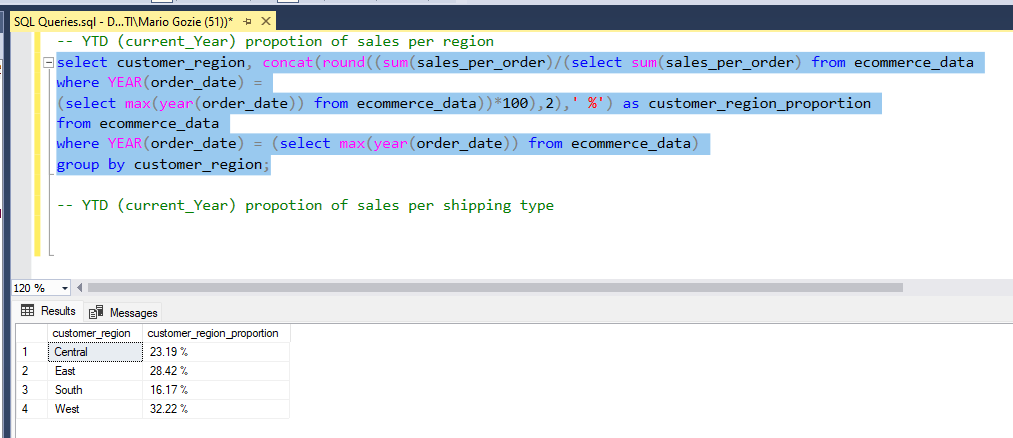 SQL Queries.sql - D...TI\Mario Gozie (51))*
-- YTD (current_Year) propotion of sales per region
select customer_region, concat(round((sum(sales_per_order)/(select sum(sales_per_order) from ecommerce_data
where YEAR(order_date) =
(select max(year(order_date)) from ecommerce_data))*100),2),' %') as customer_region_proportion
from ecommerce_data
where YEAR(order_date) = (select max(year(order_date)) from ecommerce_data)
group by customer_region;
-- YTD (current_Year) propotion of sales per shipping type
120 %
Results Messages
customer_region customer_region_proportion
1 Central 23.19 %
2 East 28.42 %
3 South 16.17 %
4 West 32.22 %